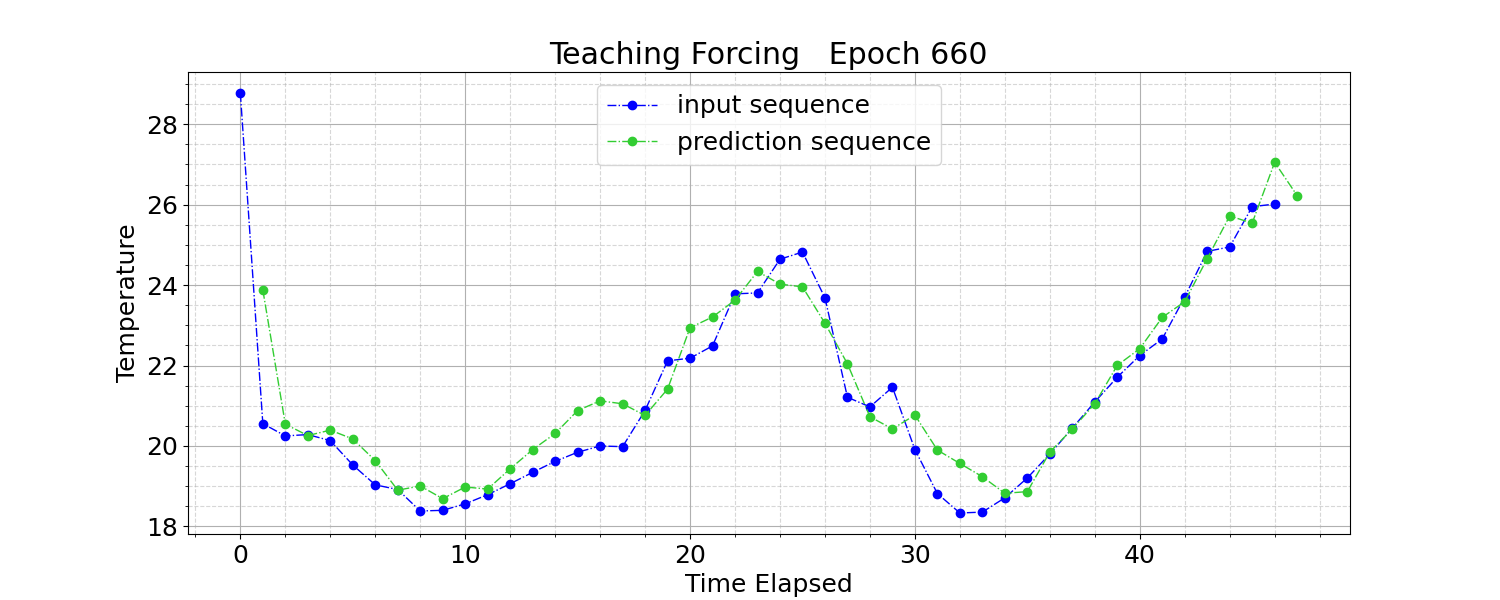 Teaching Forcing   Epoch 660
input sequence
prediction sequence
Temperature
28
26
24
22
20
18
0 10 20 30 40
Time Elapsed